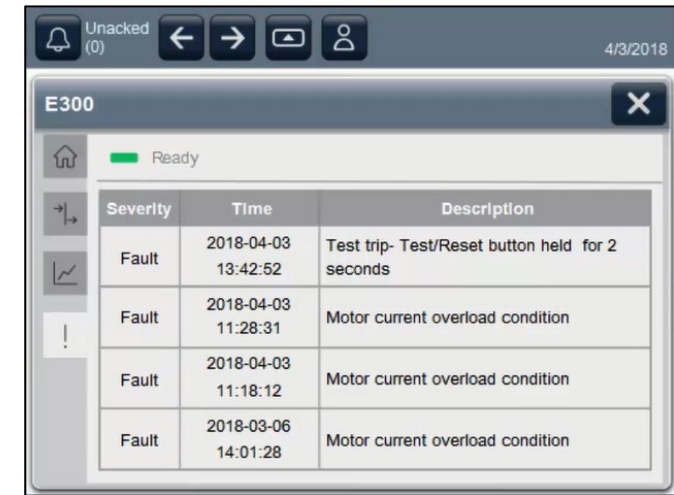 Unacked
(0)
4/3/2018
E300
Ready
Severity Time Description
Fault 2018-04-03 13:42:52 Test trip- Test/Reset button held for 2 seconds
Fault 2018-04-03 11:28:31 Motor current overload condition
Fault 2018-04-03 11:18:12 Motor current overload condition
Fault 2018-03-06 14:01:28 Motor current overload condition